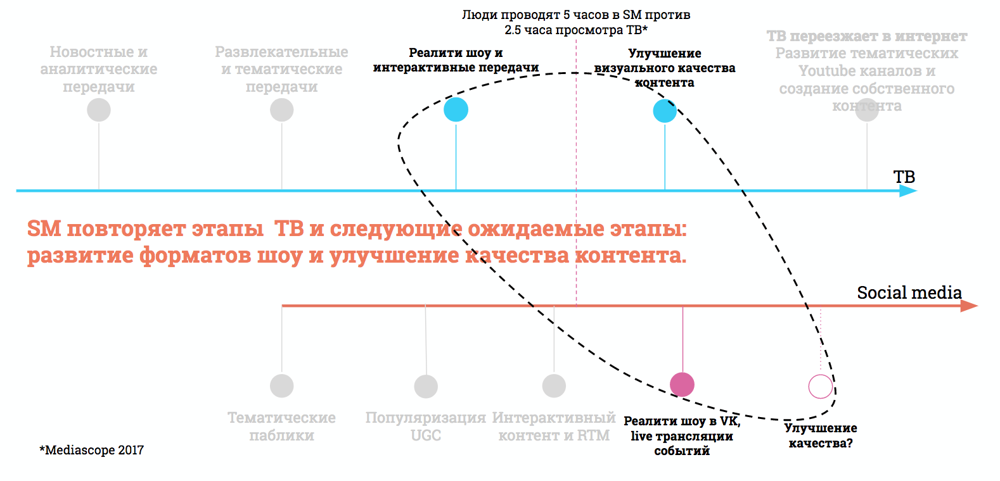 Люди проводят 5 часов в SM против
2.5 часа просмотра ТВ*
Новостные и
аналитические
передачи
Развлекательные
и тематические
передачи
Реалити шоу и
интерактивные передачи
Улучшение
визуального качества
контента
ТВ переезжает в интернет
Развитие тематических
Youtube каналов и
создание собственного
контента
ТВ
SM повторяет этапы ТВ и следующие ожидаемые этапы:
развитие форматов шоу и улучшение качества контента.
Social media
Тематические
паблики
Популяризация
UGC
Интерактивный
контент и RTM
Реалити шоу в VK,
live трансляции
событий
Улучшение
качества?
*Mediascope 2017